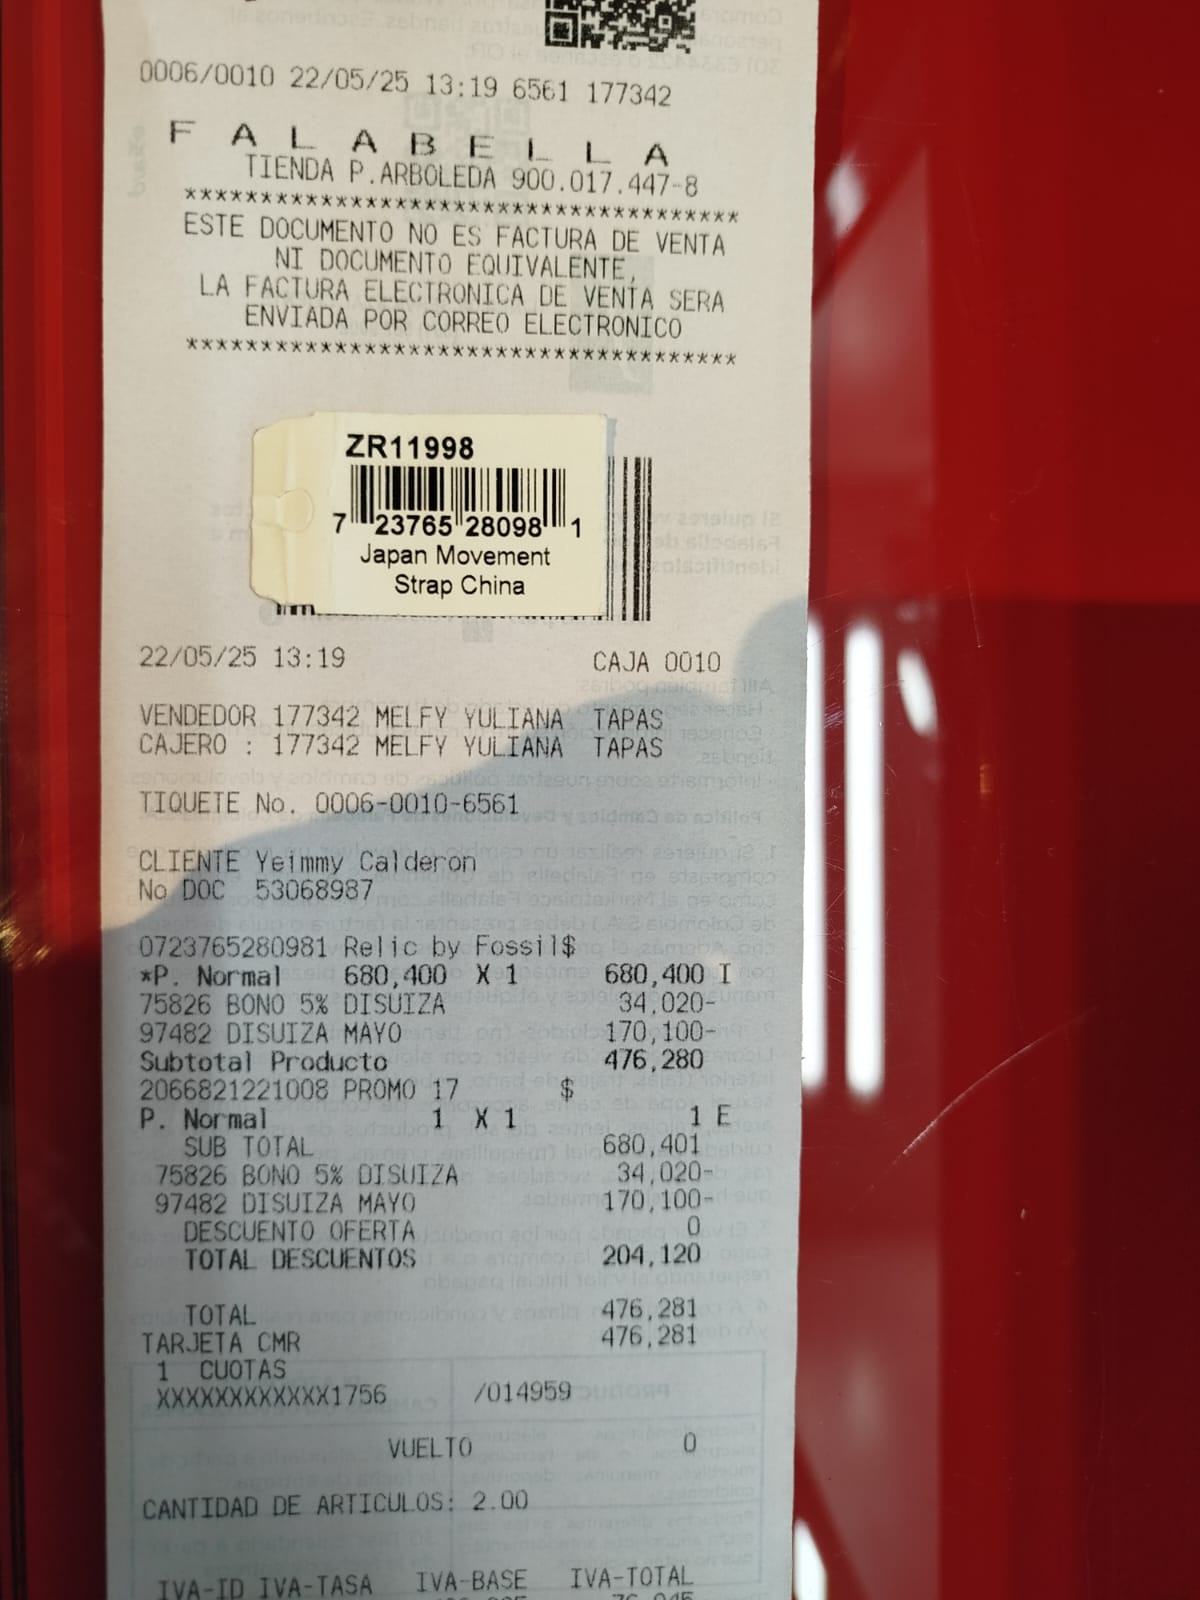 0006/0010 22/05/25 13:19 6561 177342
F A L A B E L L A
TIENDA P.ARBOLEDA 900.017.447-8
*************************************
ESTE DOCUMENTO NO ES FACTURA DE VENTA
NI DOCUMENTO EQUIVALENTE,
LA FACTURA ELECTRONICA DE VENTA SERA
ENVIADA POR CORREO ELECTRONICO
*************************************
ZR11998
7 23765 28098 1
Japan Movement
Strap China
22/05/25 13:19 CAJA 0010
VENDEDOR 177342 MELFY YULIANA TAPAS
CAJERO : 177342 MELFY YULIANA TAPAS
TIQUETE No. 0006-0010-6561
CLIENTE Yeimmy Calderon
No DOC 53068987
0723765280981 Relic by Fossil$
*P. Normal 680,400 X 1 680,400 I
75826 BONO 5% DISUIZA 34,020-
97482 DISUIZA MAYO 170,100-
Subtotal Producto 476,280
2066821221008 PROMO 17 $
P. Normal 1 X 1 1 E
SUB TOTAL 680,401
75826 BONO 5% DISUIZA 34,020-
97482 DISUIZA MAYO 170,100-
DESCUENTO OFERTA 0
TOTAL DESCUENTOS 204,120
TOTAL 476,281
TARJETA CMR 476,281
1 CUOTAS
XXXXXXXXXXXX1756 /014959
VUELTO 0
CANTIDAD DE ARTICULOS: 2.00
IVA-ID IVA-TASA IVA-BASE IVA-TOTAL